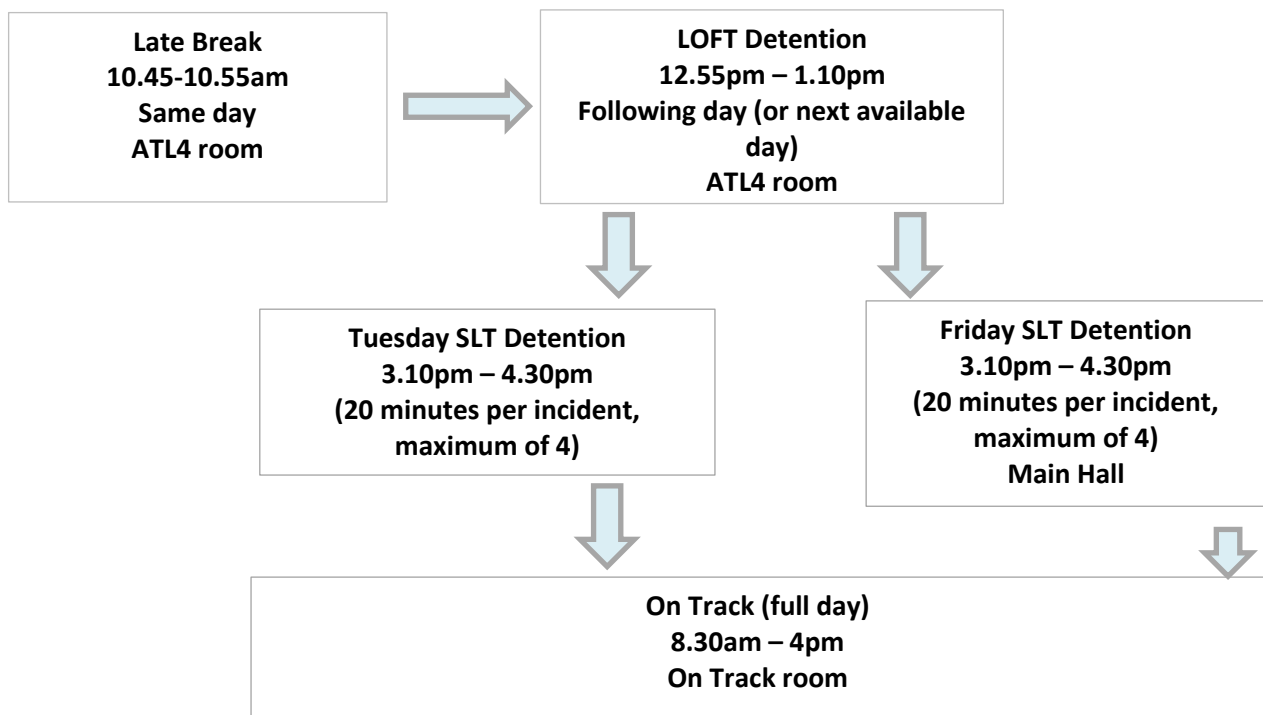 Late Break
10.45-10.55am
Same day
ATL4 room
LOFT Detention
12.55pm – 1.10pm
Following day (or next available
day)
ATL4 room
Tuesday SLT Detention
3.10pm – 4.30pm
(20 minutes per incident,
maximum of 4)
Friday SLT Detention
3.10pm – 4.30pm
(20 minutes per incident,
maximum of 4)
Main Hall
On Track (full day)
8.30am – 4pm
On Track room